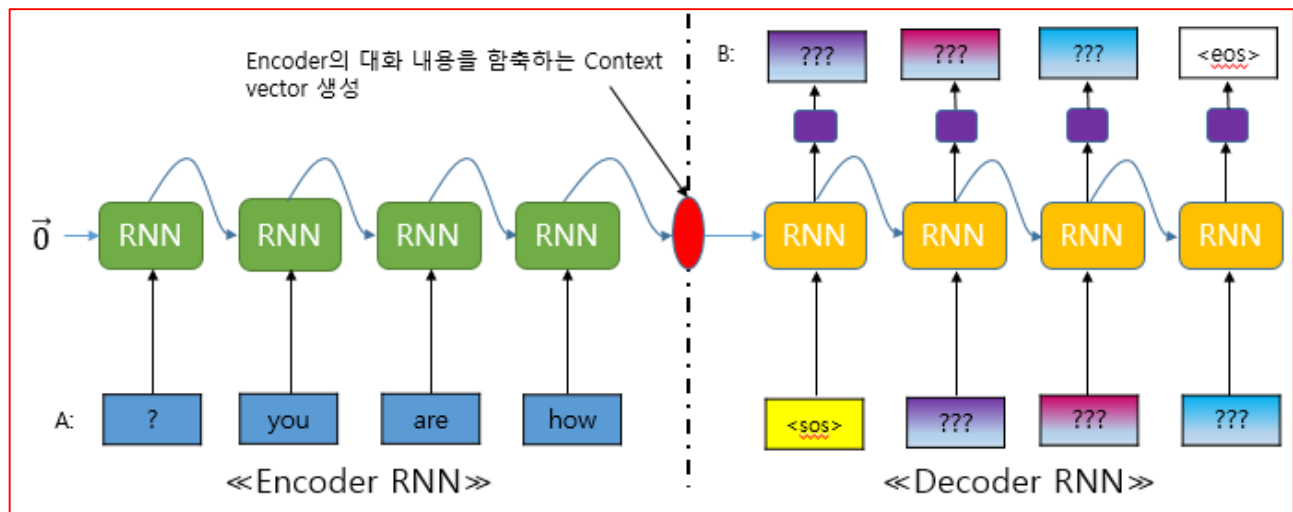 Encoder의 대화 내용을 함축하는 Context
vector 생성
B:
???
???
???
<eos>
0
RNN
RNN
RNN
RNN
RNN
RNN
RNN
RNN
A:
?
you
are
how
<sos>
???
???
???
≪Encoder RNN≫
≪Decoder RNN≫